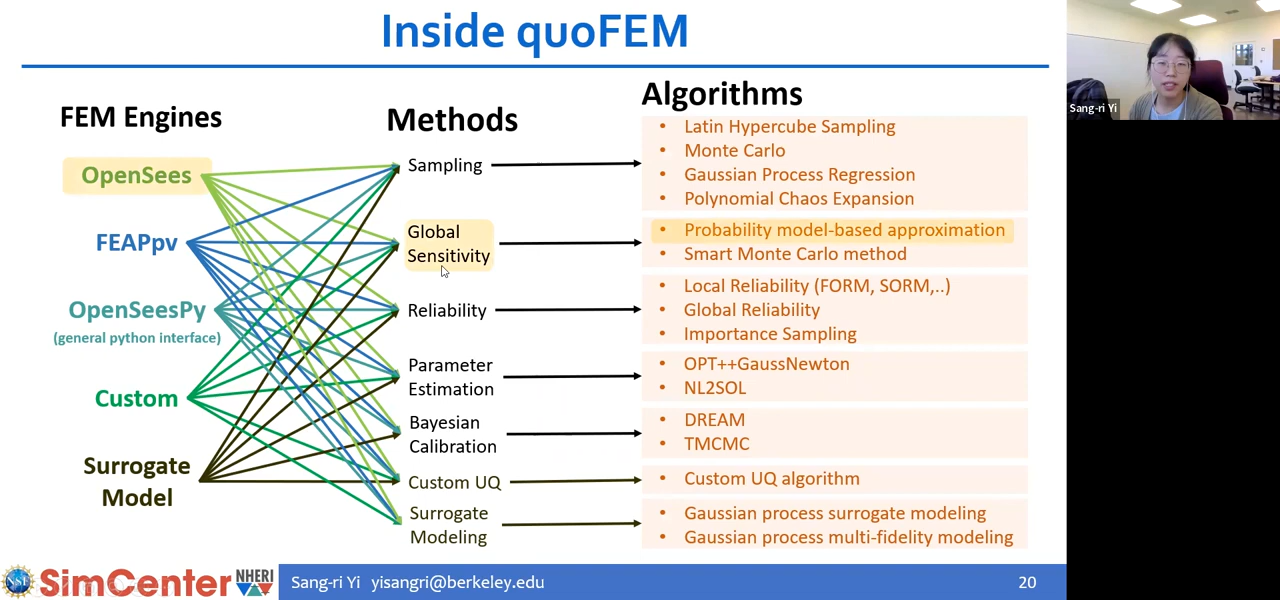 Inside quoFEM
FEM Engines
OpenSees
FEAPpv
OpenSeesPy
(general python interface)
Custom
Surrogate
Model
Methods
Sampling
Global
Sensitivity
Reliability
Parameter
Estimation
Bayesian
Calibration
Custom UQ
Surrogate
Modeling
Algorithms
• Latin Hypercube Sampling
• Monte Carlo
• Gaussian Process Regression
• Polynomial Chaos Expansion
• Probability model-based approximation
• Smart Monte Carlo method
• Local Reliability (FORM, SORM,..)
• Global Reliability
• Importance Sampling
• OPT++GaussNewton
• NL2SOL
• DREAM
• TMCMC
• Custom UQ algorithm
• Gaussian process surrogate modeling
• Gaussian process multi-fidelity modeling
Sang-ri Yi
NSF
SimCenter
NHERI
Sang-ri Yi yisangri@berkeley.edu
20